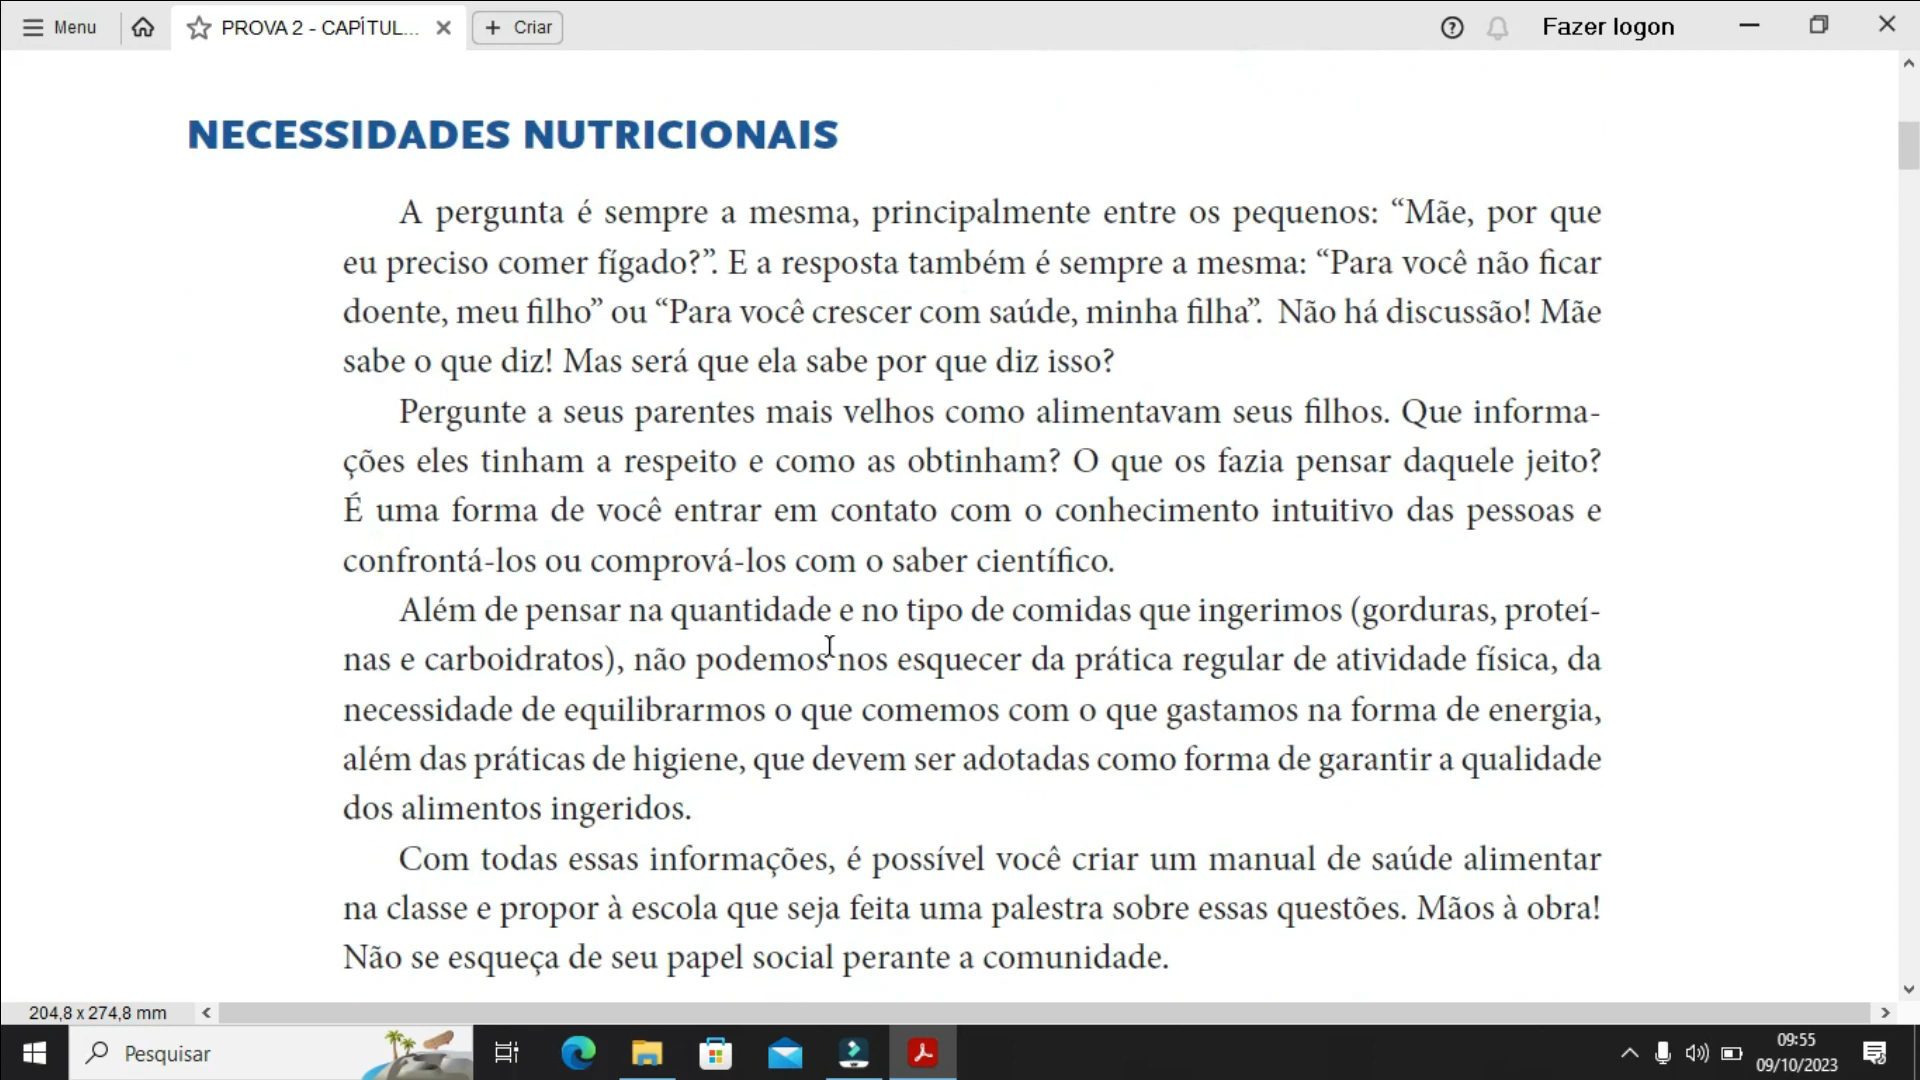 Menu
PROVA 2 - CAPÍTUL...
Criar
Fazer logon
NECESSIDADES NUTRICIONAIS
A pergunta é sempre a mesma, principalmente entre os pequenos: “Mãe, por que
eu preciso comer fígado?”. E a resposta também é sempre a mesma: “Para você não ficar
doente, meu filho” ou “Para você crescer com saúde, minha filha”. Não há discussão! Mãe
sabe o que diz! Mas será que ela sabe por que diz isso?
Pergunte a seus parentes mais velhos como alimentavam seus filhos. Que informa-
ções eles tinham a respeito e como as obtinham? O que os fazia pensar daquele jeito?
É uma forma de você entrar em contato com o conhecimento intuitivo das pessoas e
confrontá-los ou comprová-los com o saber científico.
Além de pensar na quantidade e no tipo de comidas que ingerimos (gorduras, proteí-
nas e carboidratos), não podemos nos esquecer da prática regular de atividade física, da
necessidade de equilibrarmos o que comemos com o que gastamos na forma de energia,
além das práticas de higiene, que devem ser adotadas como forma de garantir a qualidade
dos alimentos ingeridos.
Com todas essas informações, é possível você criar um manual de saúde alimentar
na classe e propor à escola que seja feita uma palestra sobre essas questões. Mãos à obra!
Não se esqueça de seu papel social perante a comunidade.
204,8 x 274,8 mm
Pesquisar
09:55
09/10/2023